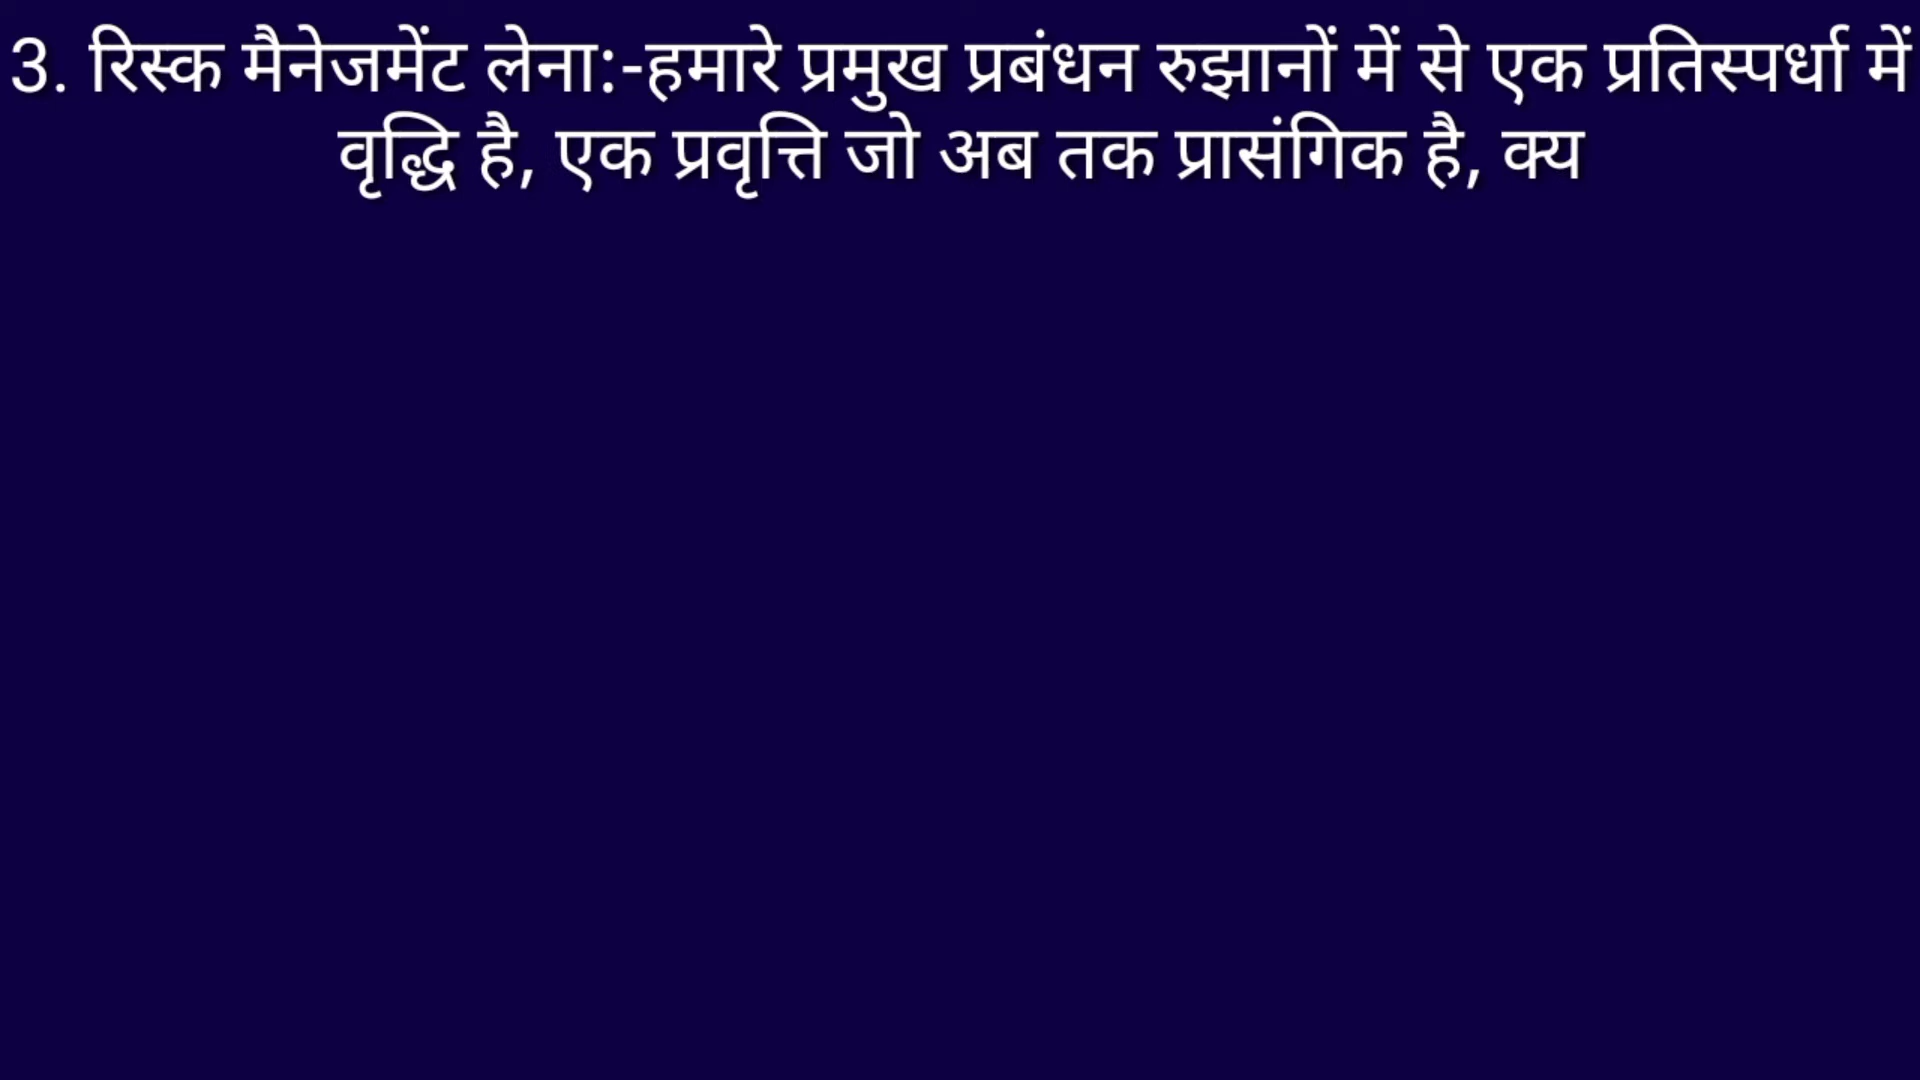 3. रिस्क मैनेजमेंट लेना:-हमारे प्रमुख प्रबंधन रुझानों में से एक प्रतिस्पर्धा में
वृद्धि है, एक प्रवृत्ति जो अब तक प्रासंगिक है, क्य